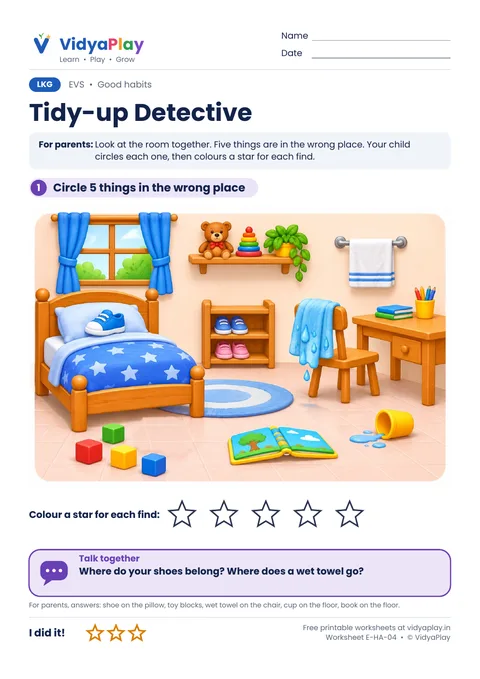 VidyaPlay
Learn • Play • Grow
Name
Date
LKG EVS • Good habits
Tidy-up Detective
For parents: Look at the room together. Five things are in the wrong place. Your child
circles each one, then colours a star for each find.
1 Circle 5 things in the wrong place
Colour a star for each find:
Talk together
Where do your shoes belong? Where does a wet towel go?
For parents, answers: shoe on the pillow, toy blocks, wet towel on the chair, cup on the floor, book on the floor.
I did it!
Free printable worksheets at vidyaplay.in
Worksheet E-HA-04 • © VidyaPlay